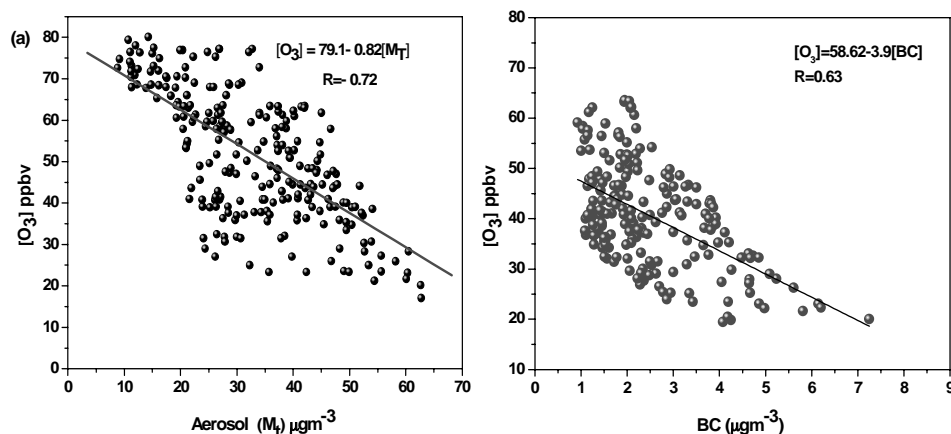 (a)
[O₃] = 79.1- 0.82[M_T]
R=- 0.72
[O₃] ppbv
80
70
60
50
40
30
20
10
0
0 10 20 30 40 50 60 70
Aerosol (M_t) μgm⁻³
[O₃]=58.62-3.9[BC]
R=0.63
[O₃] ppbv
80
70
60
50
40
30
20
10
0 1 2 3 4 5 6 7 8 9
BC (μgm⁻³)